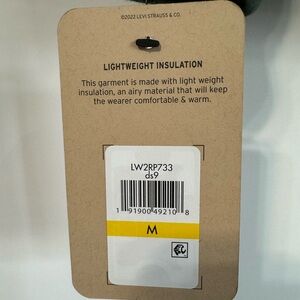 ©2022 LEVI STRAUSS & CO.
LIGHTWEIGHT INSULATION
This garment is made with light weight
insulation, an airy material that will keep
the wearer comfortable & warm.
LW2RP733
ds9
1 91900 49210 8
M